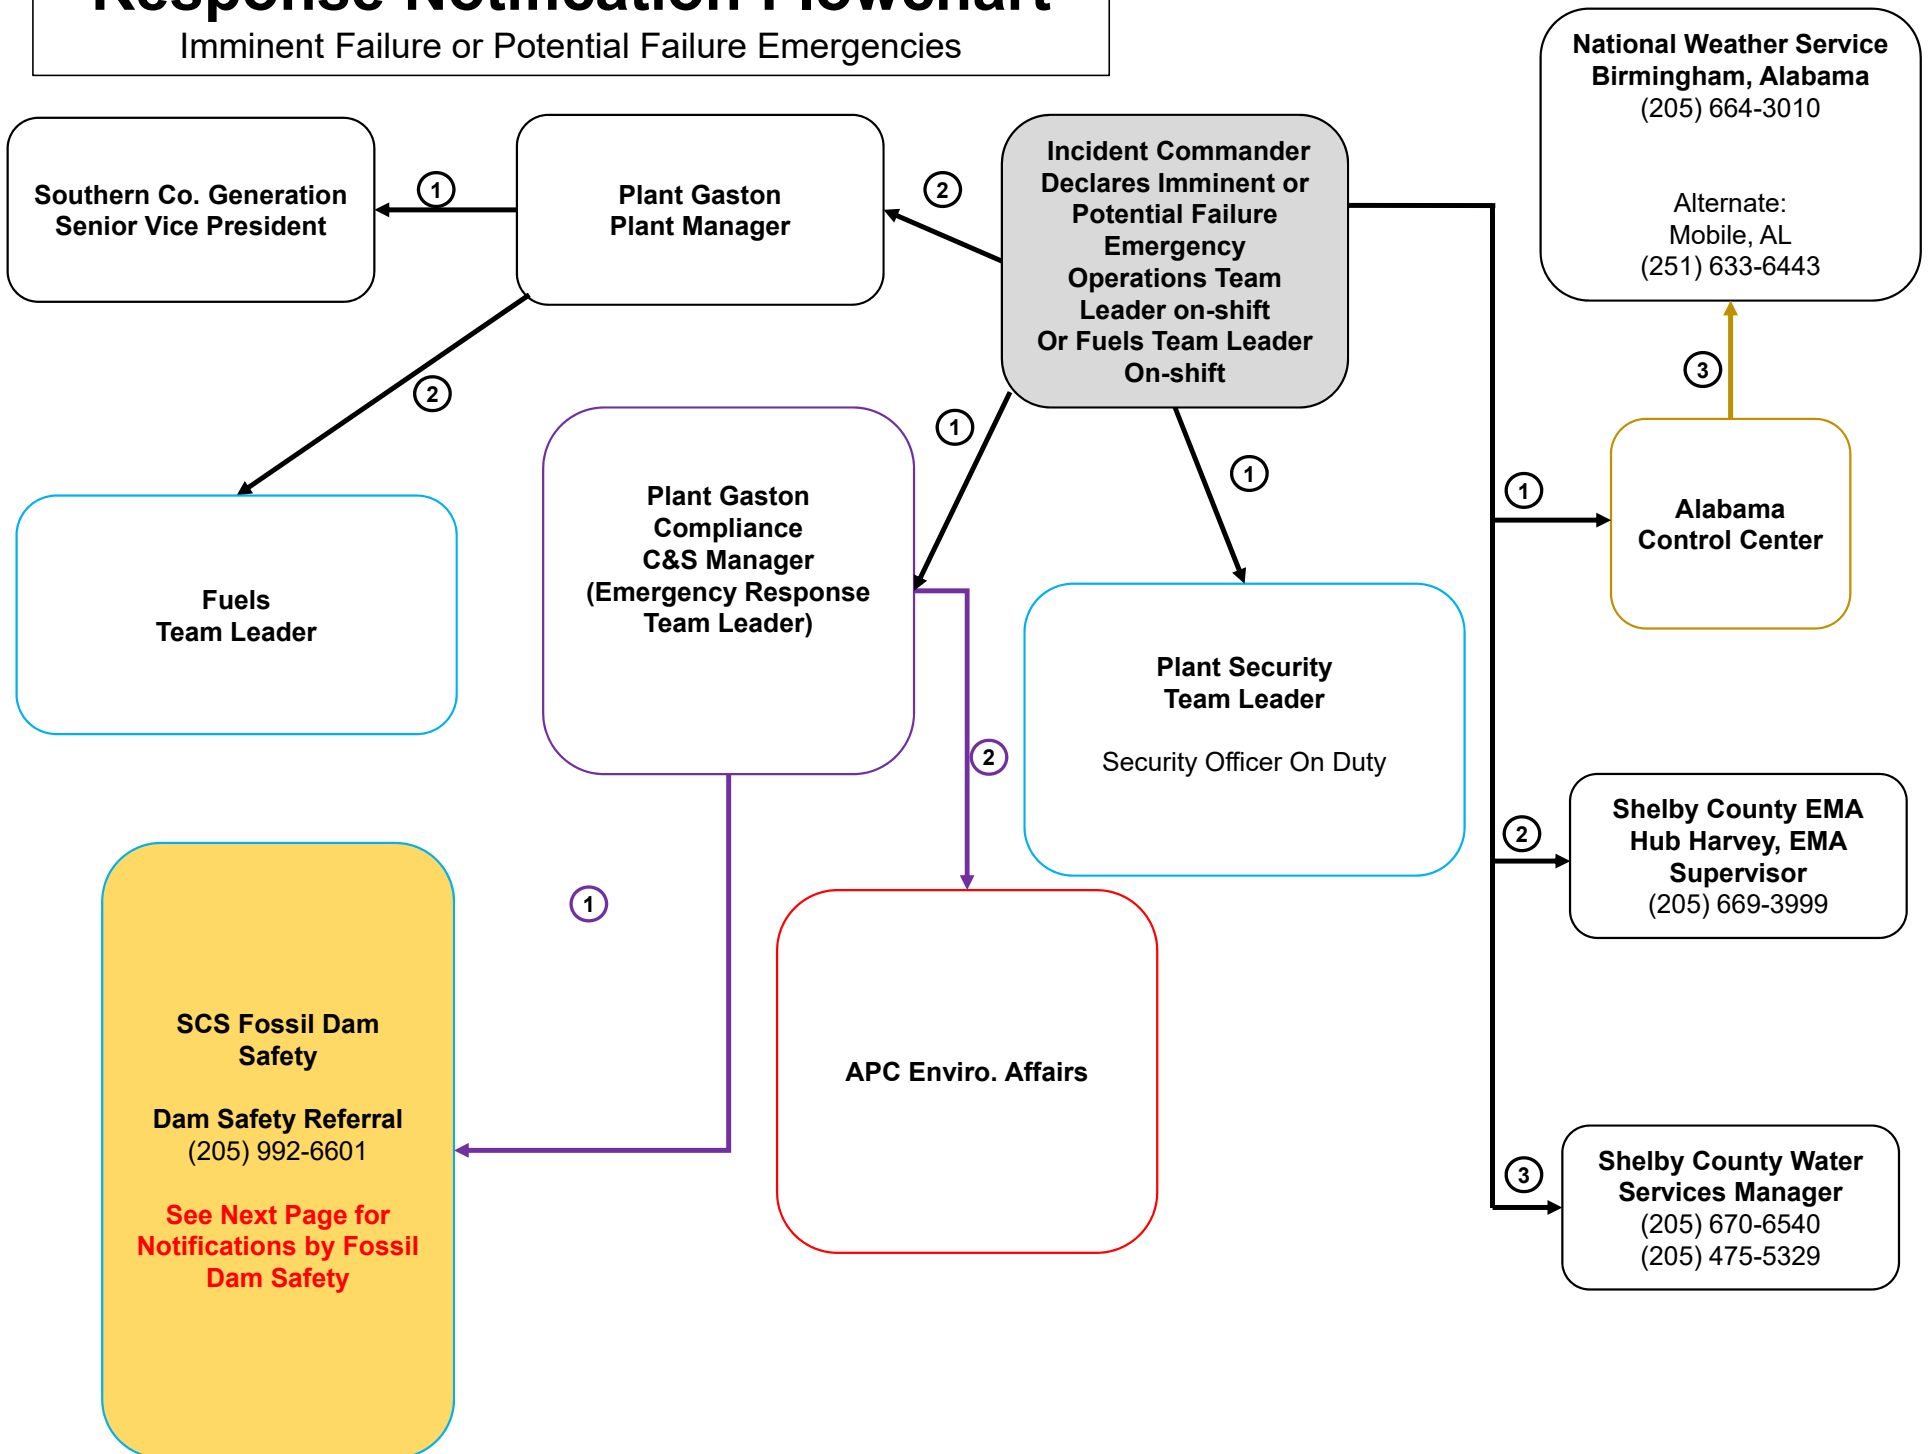 Response Notification Flowchart
Imminent Failure or Potential Failure Emergencies
National Weather Service
Birmingham, Alabama
(205) 664-3010
Alternate:
Mobile, AL
(251) 633-6443
Southern Co. Generation
Senior Vice President
1
Plant Gaston
Plant Manager
2
Incident Commander
Declares Imminent or
Potential Failure
Emergency
Operations Team
Leader on-shift
Or Fuels Team Leader
On-shift
3
2
1
1
1
Alabama
Control Center
Fuels
Team Leader
Plant Gaston
Compliance
C&S Manager
(Emergency Response
Team Leader)
Plant Security
Team Leader
Security Officer On Duty
2
2
Shelby County EMA
Hub Harvey, EMA
Supervisor
(205) 669-3999
1
SCS Fossil Dam
Safety
Dam Safety Referral
(205) 992-6601
See Next Page for
Notifications by Fossil
Dam Safety
APC Enviro. Affairs
3
Shelby County Water
Services Manager
(205) 670-6540
(205) 475-5329